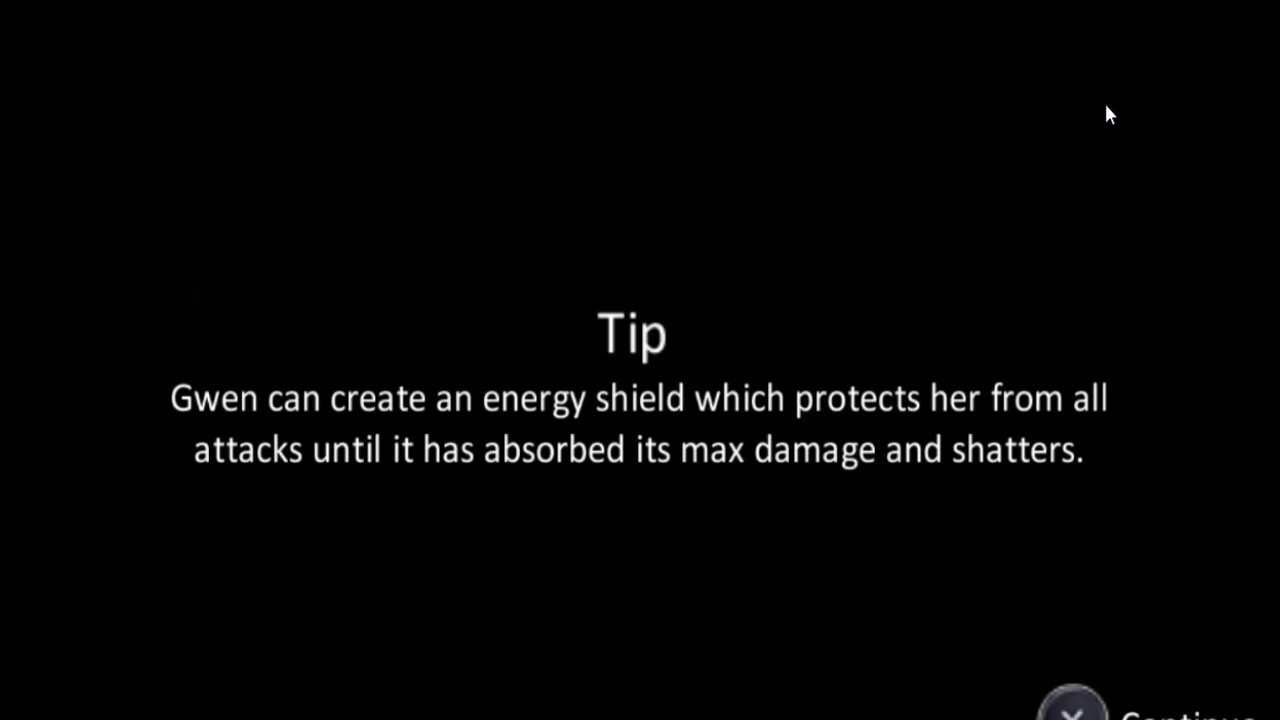 Tip
Gwen can create an energy shield which protects her from all
attacks until it has absorbed its max damage and shatters.
Continue